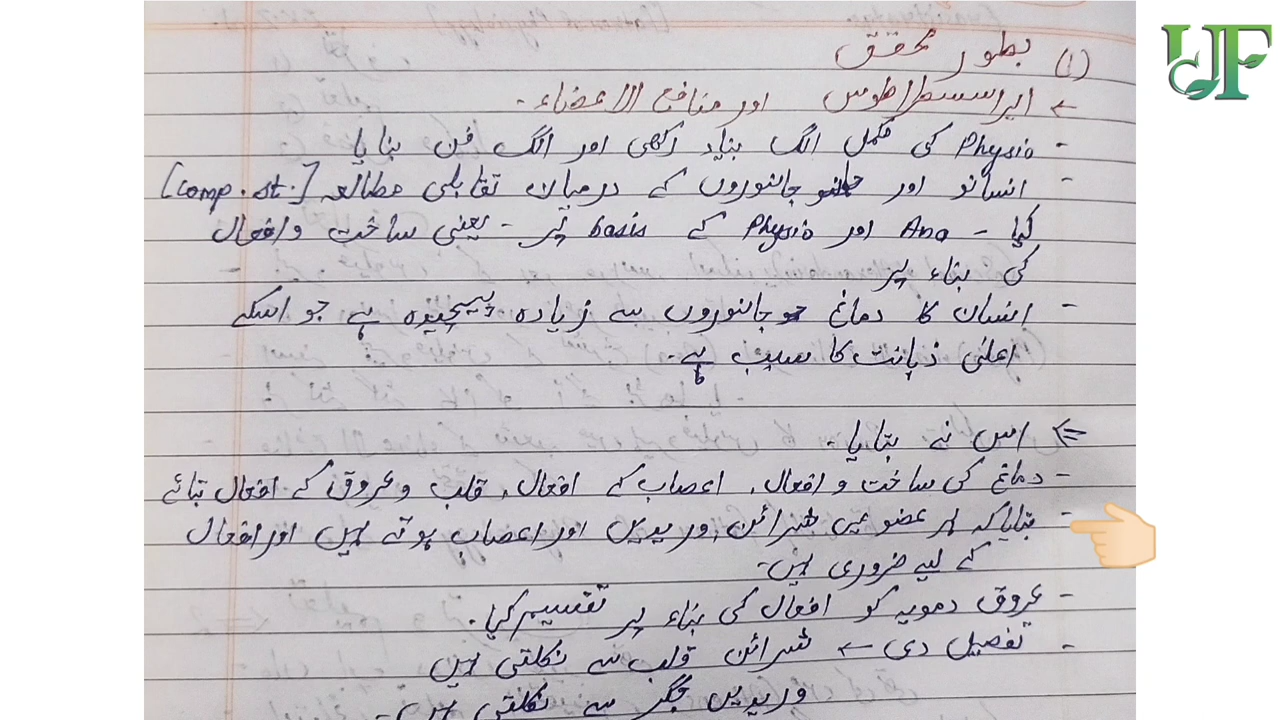 UF
(1) بطور محقق
← ایراسسطراطوس اور منافع الاعضاء۔
- Physio کی مکمل الگ بنیاد رکھی اور الگ فن بنایا
- انسانو اور جانوروں کے درمیان تقابلی مطالعہ [comp. st.]
کیا - Ana اور Physio کے basis پر - یعنی ساخت و افعال
کی بناء پر
- انسان کا دماغ جانوروں سے زیادہ پیچیدہ ہے جو اسکے
اعلیٰ ذہانت کا سبب ہے۔
⇐ اس نے بتایا۔
- دماغ کی ساخت و افعال، اعصاب کے افعال، قلب و عروق کے افعال بتائے
- بتایا کہ ہر عضو میں شرائن، وریدیں اور اعصاب ہوتے ہیں اور افعال
کے لیے ضروری ہیں۔
- عروق دمویہ کو افعال کی بناء پر تقسیم کیا۔
- تفصیل دی ← شرائن قلب سے نکلتی ہیں
وریدیں جگر سے نکلتی ہیں۔